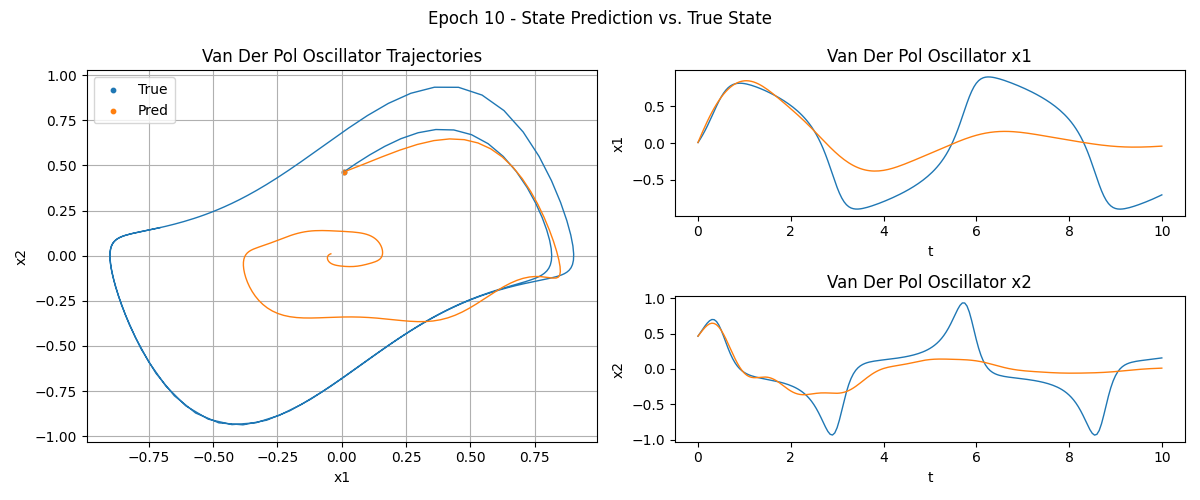 Epoch 10 - State Prediction vs. True State
Van Der Pol Oscillator Trajectories
True
Pred
1.00
0.75
0.50
0.25
0.00
−0.25
−0.50
−0.75
−1.00
x2
−0.75 −0.50 −0.25 0.00 0.25 0.50 0.75
x1
Van Der Pol Oscillator x1
0.5
0.0
−0.5
x1
0 2 4 6 8 10
t
Van Der Pol Oscillator x2
1.0
0.5
0.0
−0.5
−1.0
x2
0 2 4 6 8 10
t